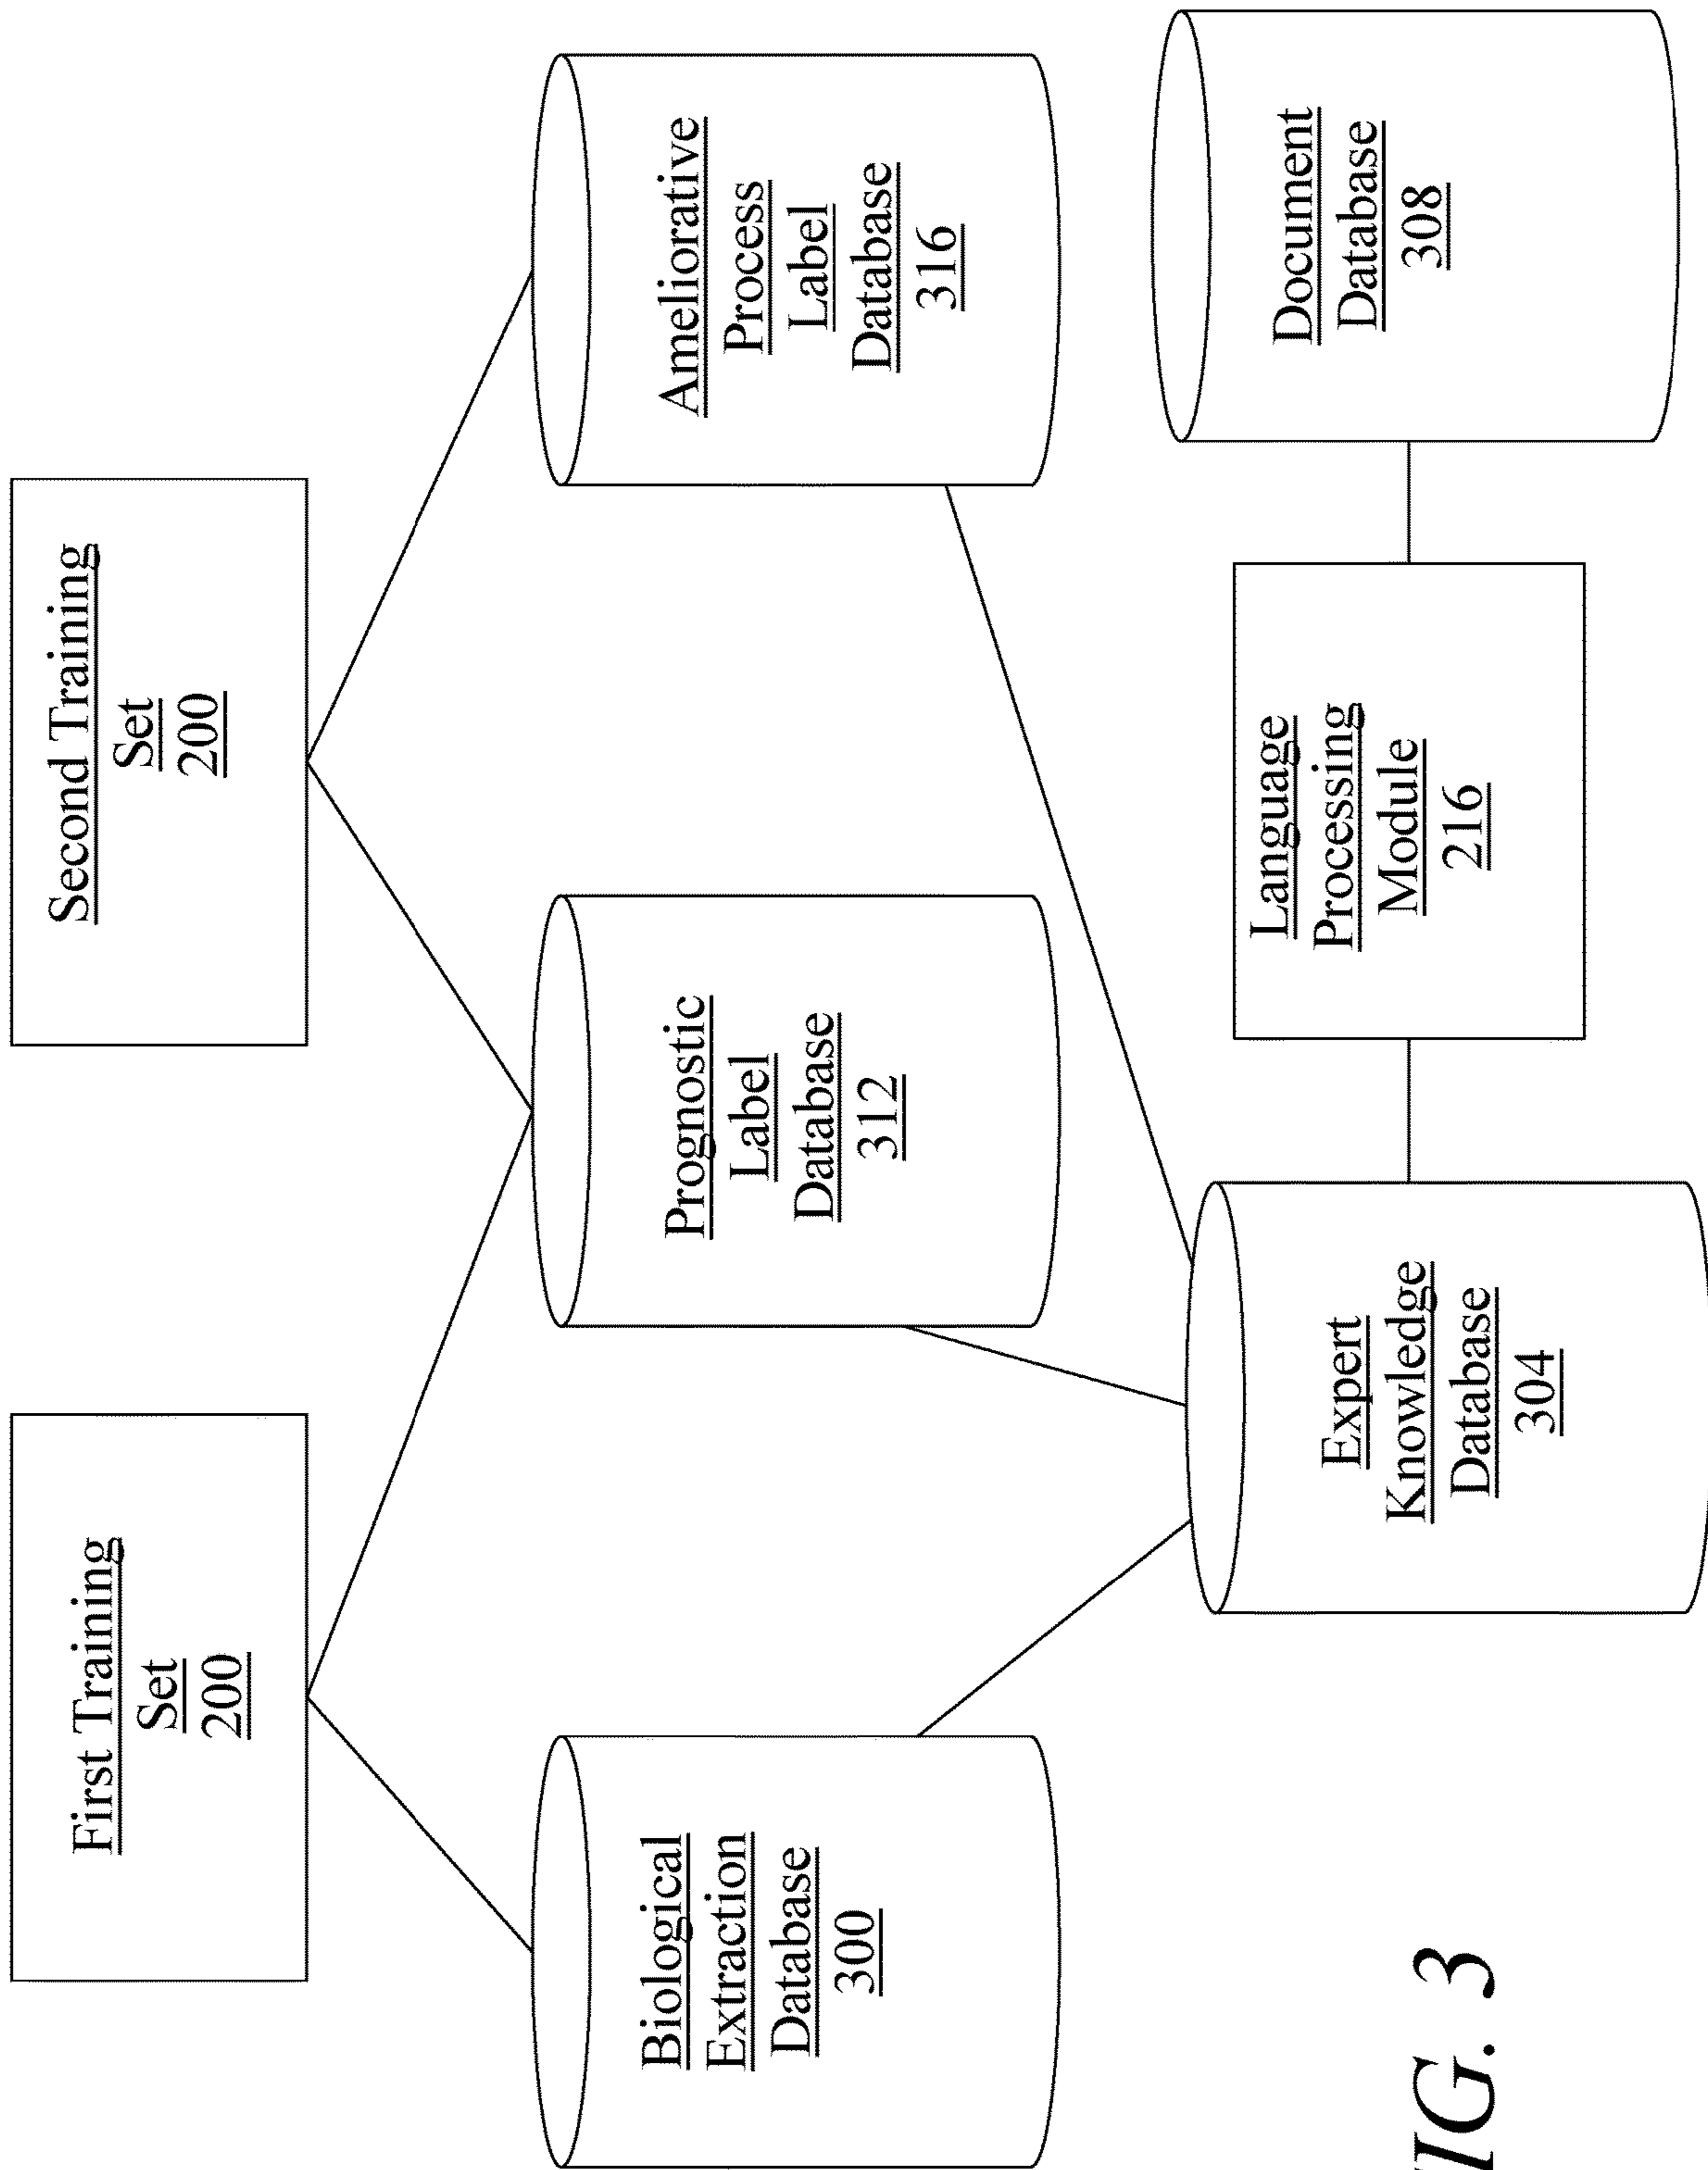 First Training
Set
200
Second Training
Set
200
Biological
Extraction
Database
300
Prognostic
Label
Database
312
Ameliorative
Process
Label
Database
316
Expert
Knowledge
Database
304
Language
Processing
Module
216
Document
Database
308
IG. 3